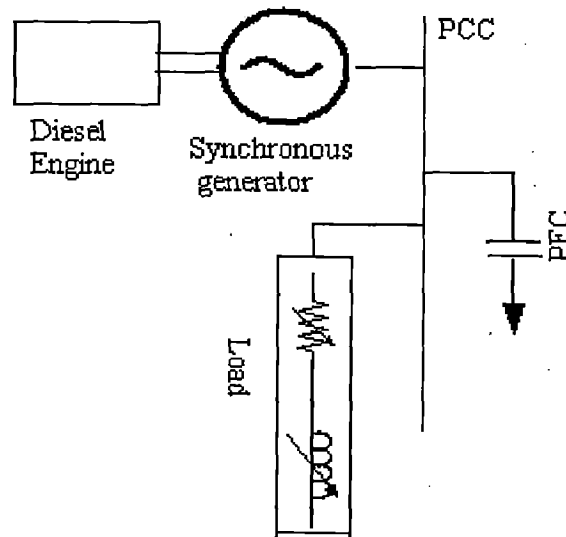 PCC
Diesel
Engine
Synchronous
generator
PFC
Load